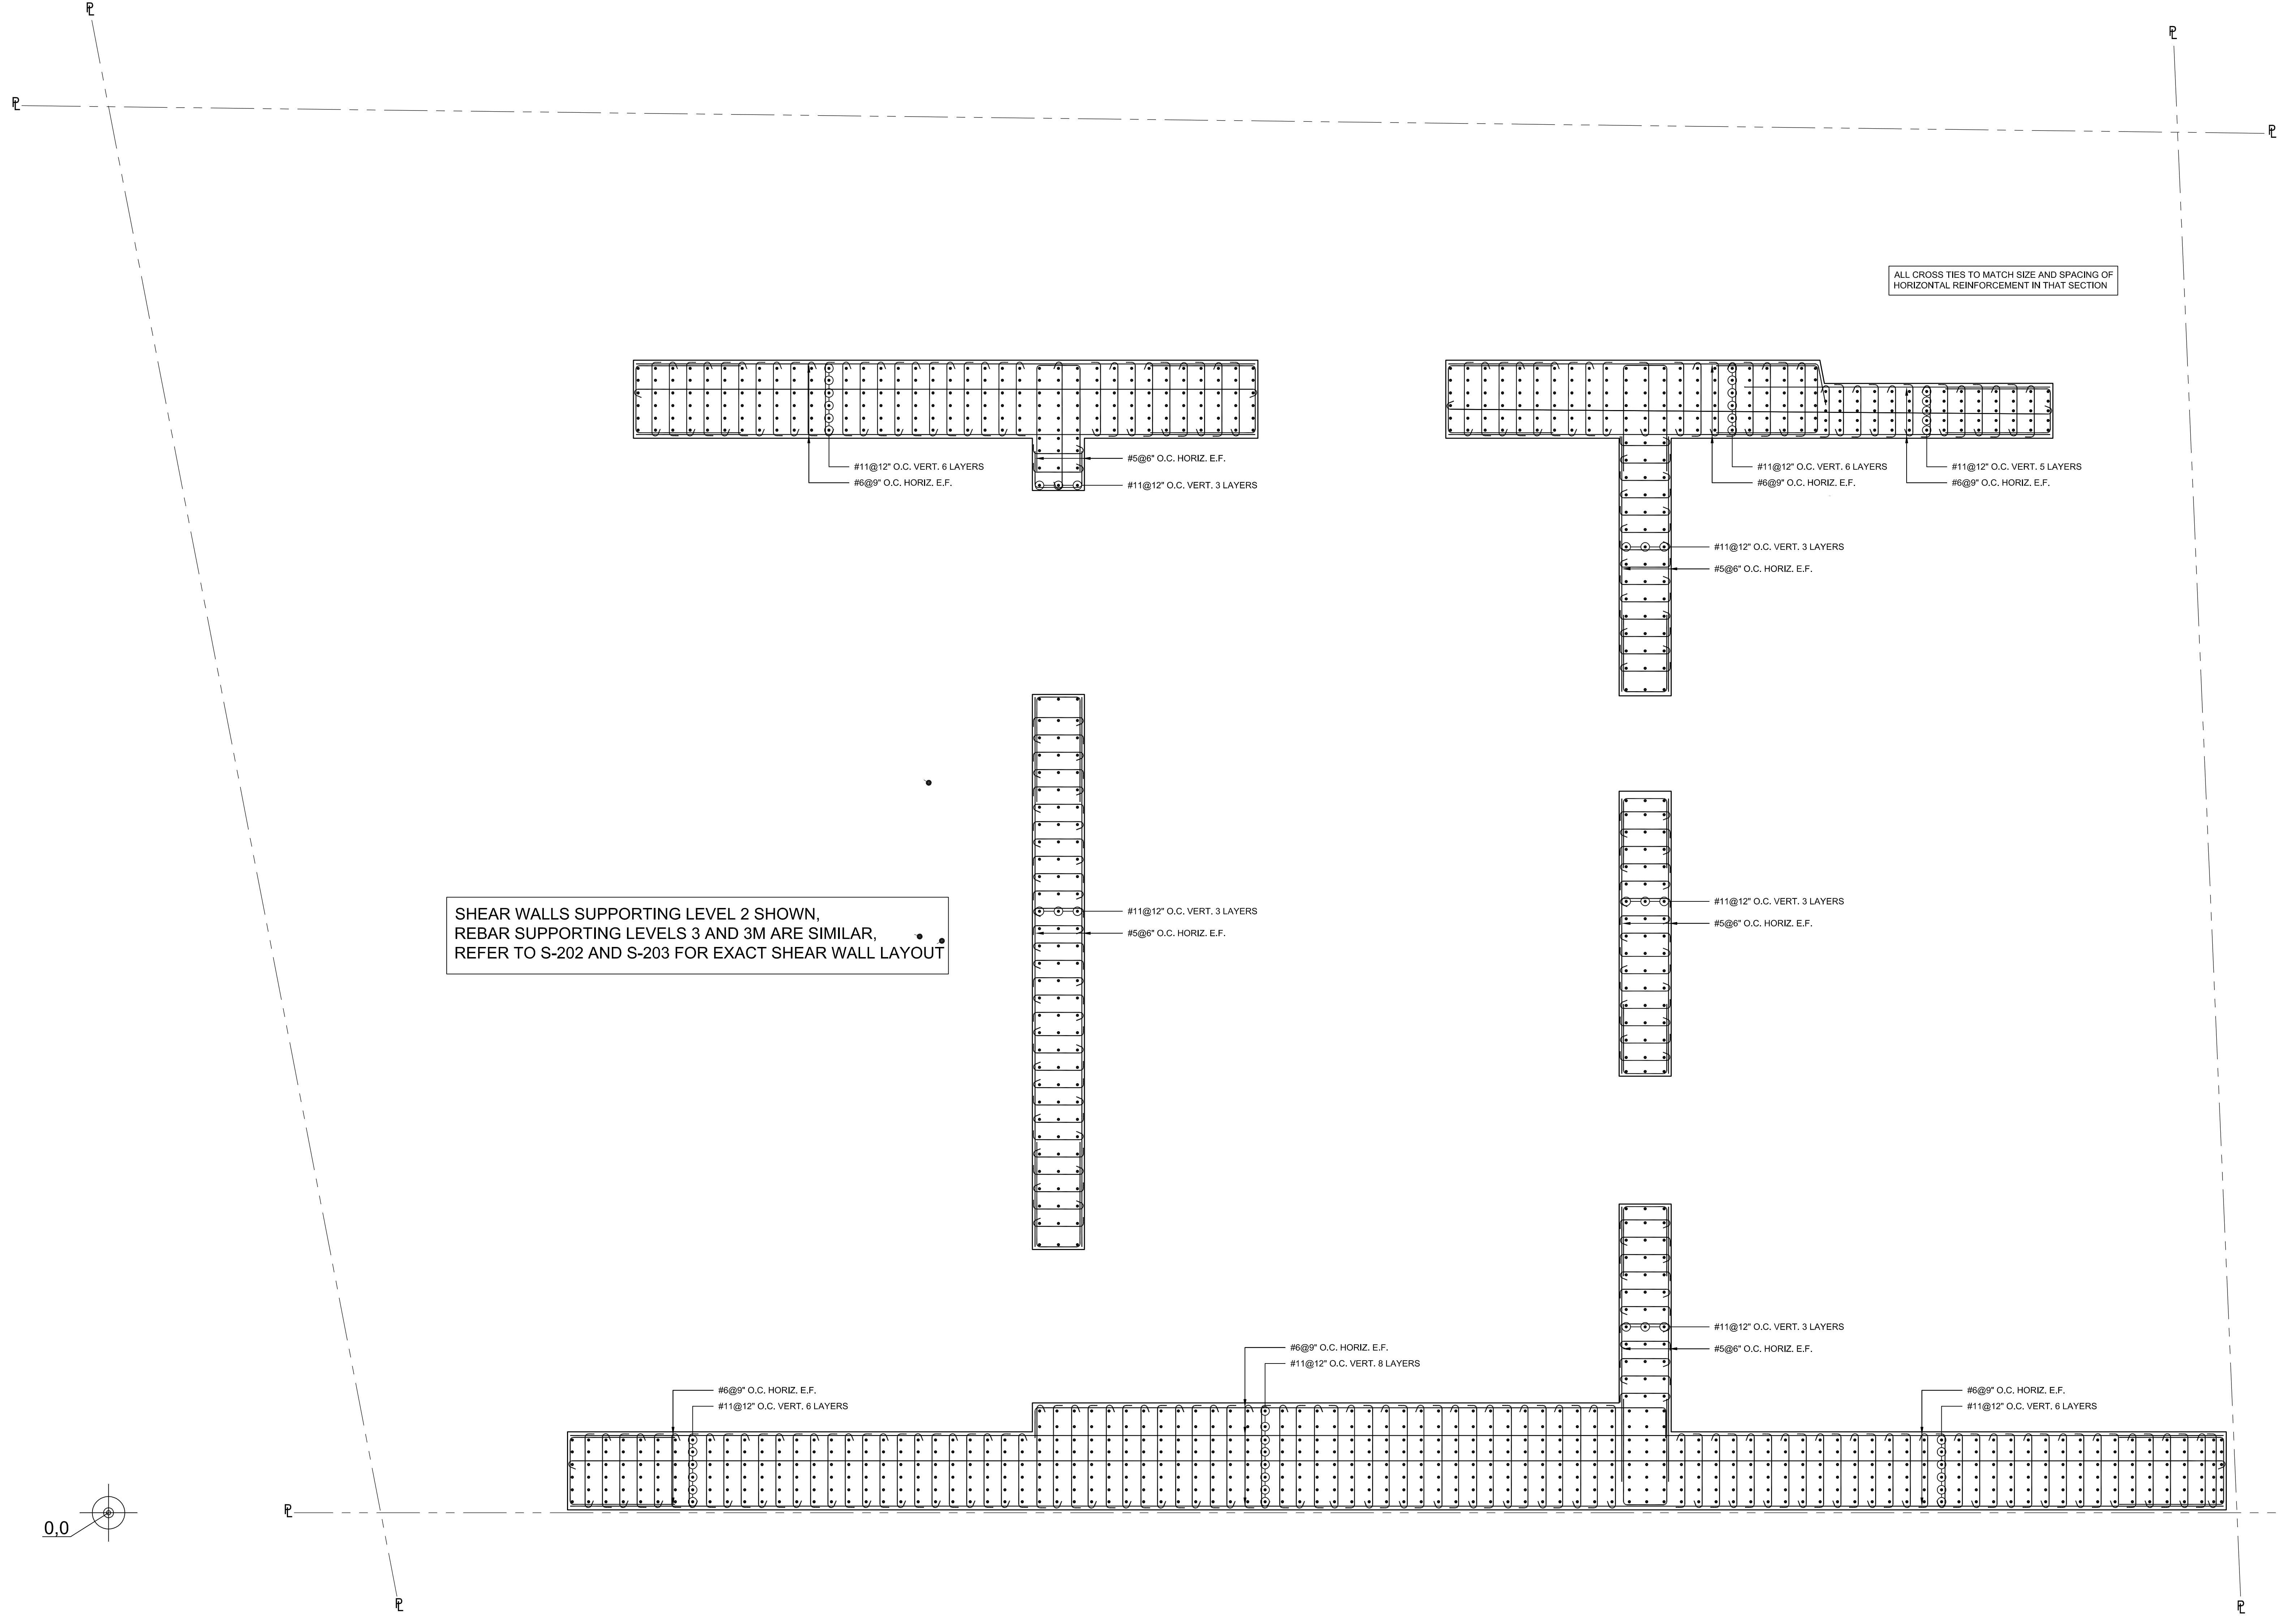 PL
PL
PL
PL
ALL CROSS TIES TO MATCH SIZE AND SPACING OF
HORIZONTAL REINFORCEMENT IN THAT SECTION
#11@12" O.C. VERT. 6 LAYERS
#6@9" O.C. HORIZ. E.F.
#5@6" O.C. HORIZ. E.F.
#11@12" O.C. VERT. 3 LAYERS
#11@12" O.C. VERT. 6 LAYERS
#6@9" O.C. HORIZ. E.F.
#11@12" O.C. VERT. 5 LAYERS
#6@9" O.C. HORIZ. E.F.
#11@12" O.C. VERT. 3 LAYERS
#5@6" O.C. HORIZ. E.F.
SHEAR WALLS SUPPORTING LEVEL 2 SHOWN,
REBAR SUPPORTING LEVELS 3 AND 3M ARE SIMILAR,
REFER TO S-202 AND S-203 FOR EXACT SHEAR WALL LAYOUT
#11@12" O.C. VERT. 3 LAYERS
#5@6" O.C. HORIZ. E.F.
#11@12" O.C. VERT. 3 LAYERS
#5@6" O.C. HORIZ. E.F.
#11@12" O.C. VERT. 3 LAYERS
#5@6" O.C. HORIZ. E.F.
#6@9" O.C. HORIZ. E.F.
#11@12" O.C. VERT. 8 LAYERS
#6@9" O.C. HORIZ. E.F.
#11@12" O.C. VERT. 6 LAYERS
#6@9" O.C. HORIZ. E.F.
#11@12" O.C. VERT. 6 LAYERS
PL
0,0
PL
PL